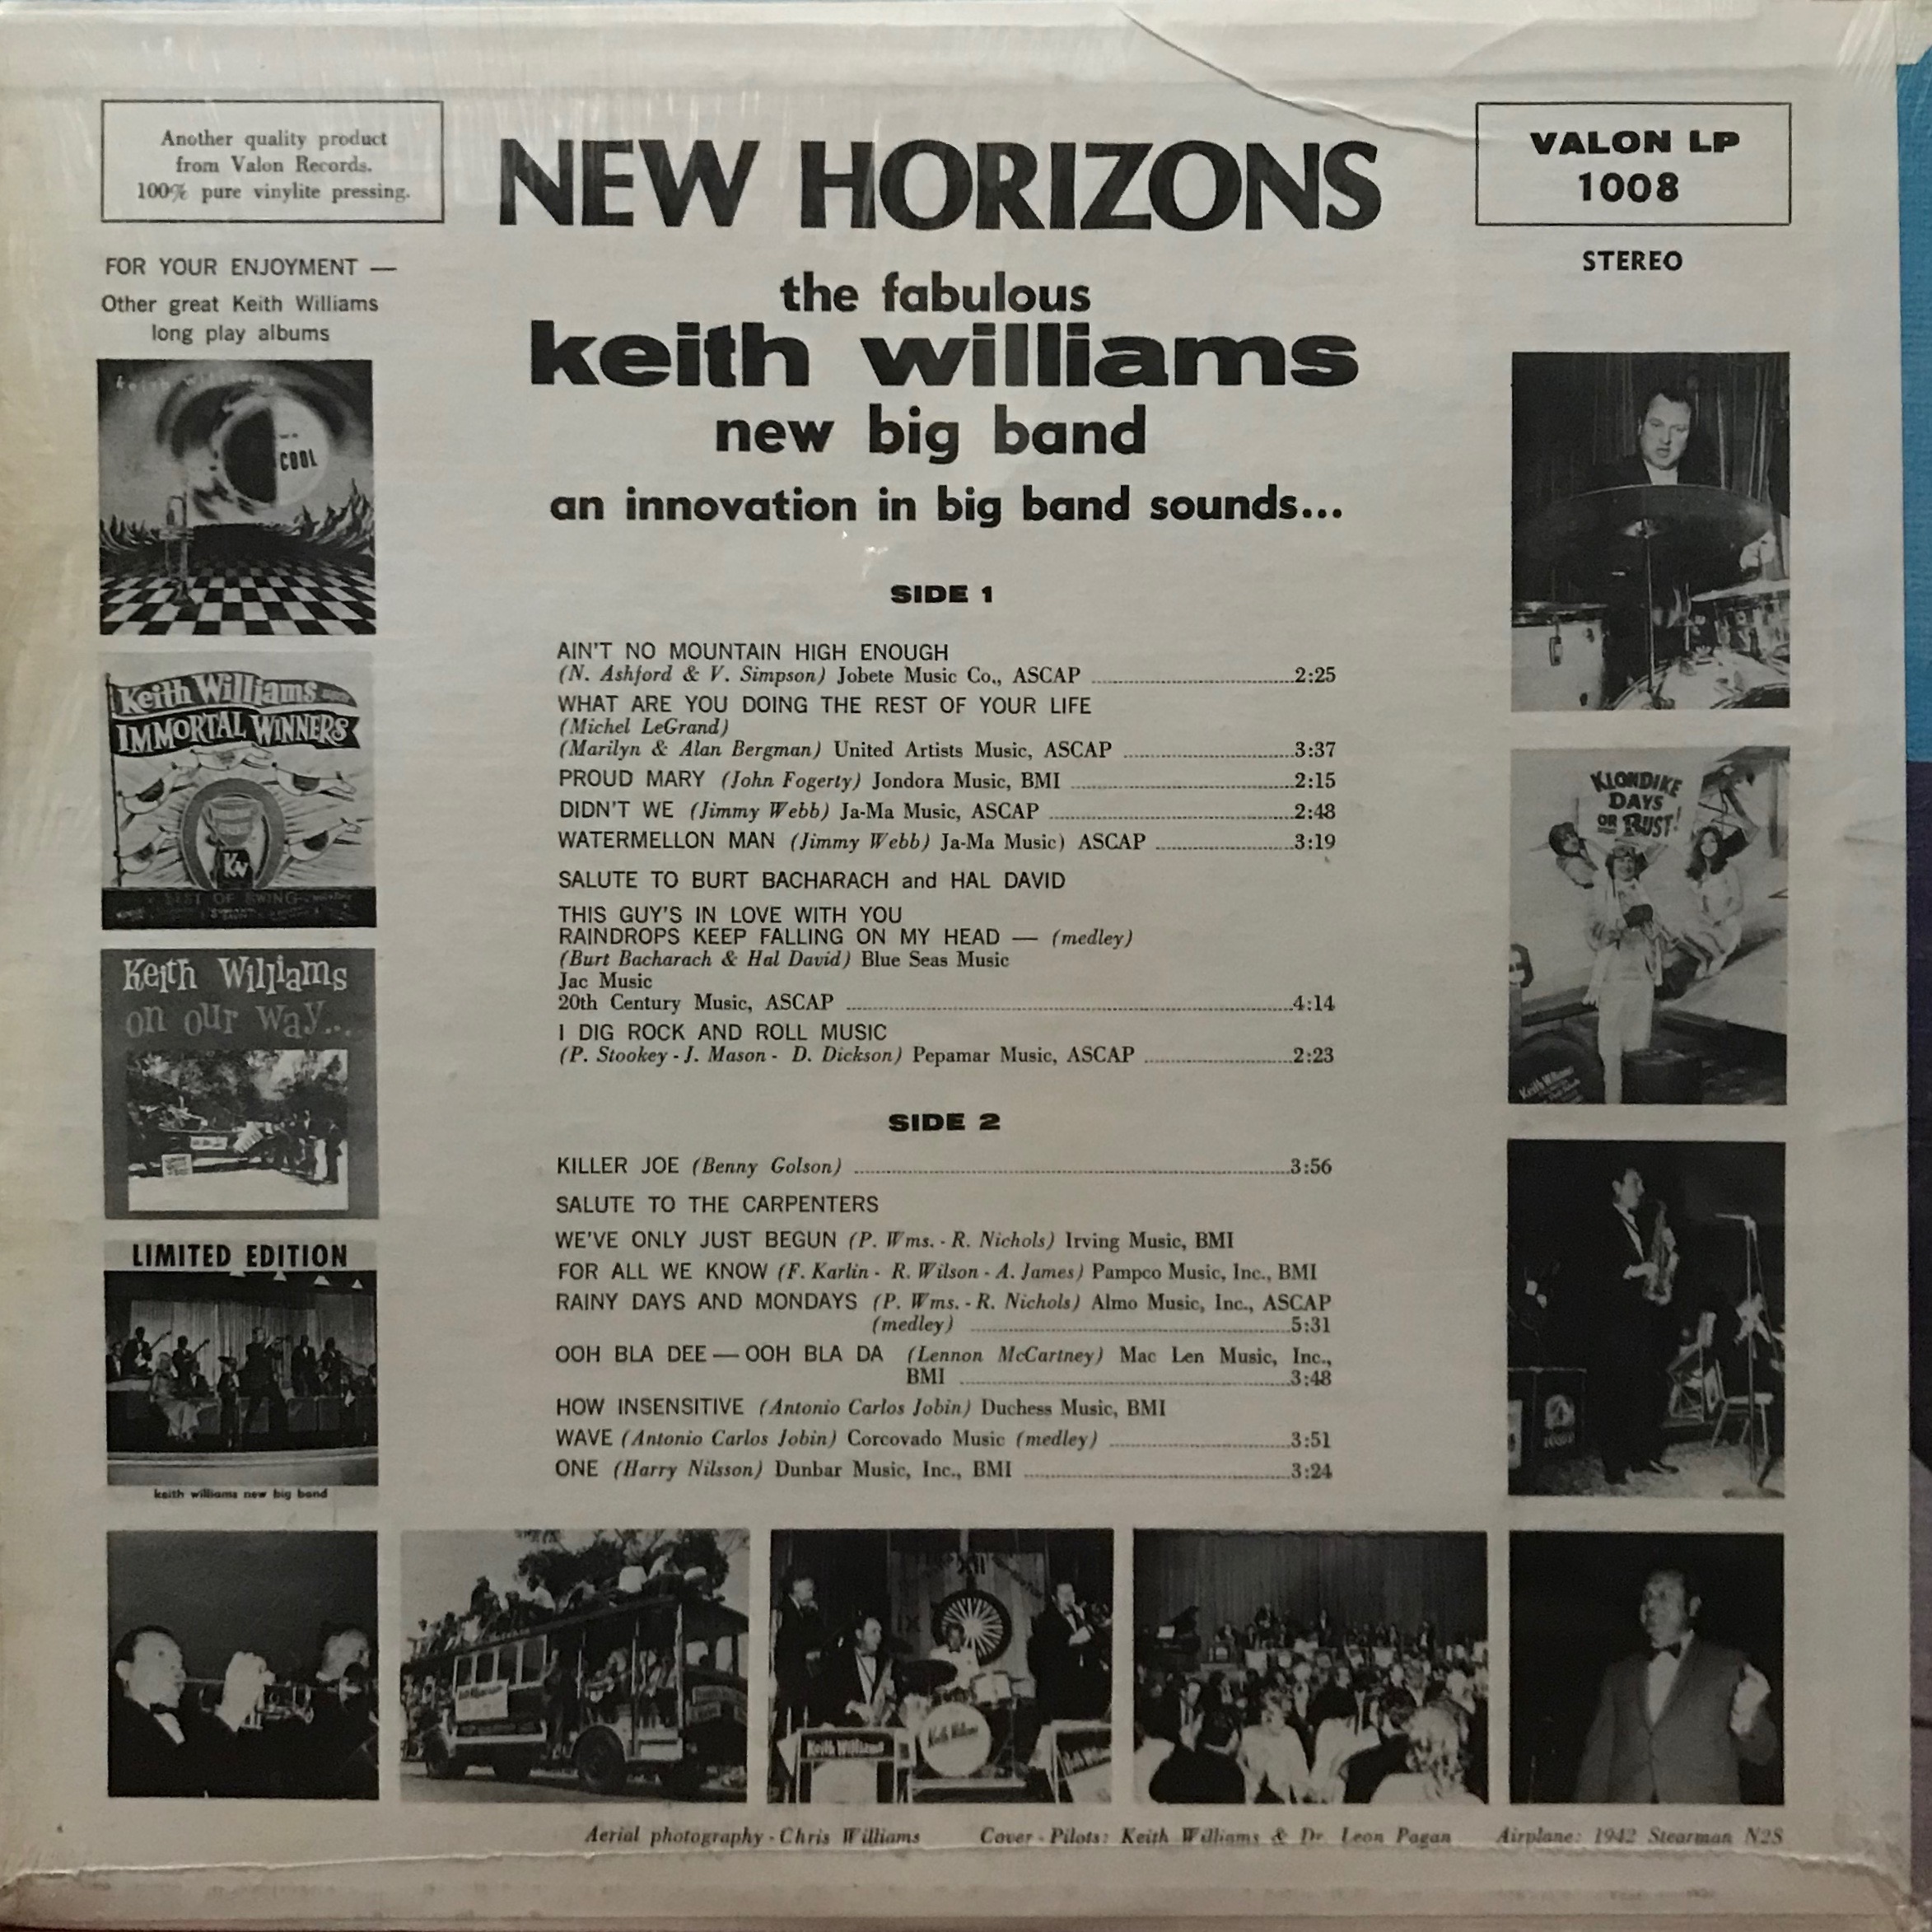 Another quality product
from Valon Records.
100% pure vinylite pressing.
NEW HORIZONS
VALON LP
1008
STEREO
the fabulous
keith williams
new big band
an innovation in big band sounds...
FOR YOUR ENJOYMENT —
Other great Keith Williams
long play albums
keith williams
COOL
Keith Williams
IMMORTAL WINNERS
KW
BEST OF SWING
Keith Williams
on our way...
LIMITED EDITION
keith williams new big band
SIDE 1
AIN'T NO MOUNTAIN HIGH ENOUGH
(N. Ashford & V. Simpson) Jobete Music Co., ASCAP 2:25
WHAT ARE YOU DOING THE REST OF YOUR LIFE
(Michel LeGrand)
(Marilyn & Alan Bergman) United Artists Music, ASCAP 3:37
PROUD MARY (John Fogerty) Jondora Music, BMI 2:15
DIDN'T WE (Jimmy Webb) Ja-Ma Music, ASCAP 2:48
WATERMELLON MAN (Jimmy Webb) Ja-Ma Music) ASCAP 3:19
SALUTE TO BURT BACHARACH and HAL DAVID
THIS GUY'S IN LOVE WITH YOU
RAINDROPS KEEP FALLING ON MY HEAD — (medley)
(Burt Bacharach & Hal David) Blue Seas Music
Jac Music
20th Century Music, ASCAP 4:14
I DIG ROCK AND ROLL MUSIC
(P. Stookey - J. Mason - D. Dickson) Pepamar Music, ASCAP 2:23
SIDE 2
KILLER JOE (Benny Golson) 3:56
SALUTE TO THE CARPENTERS
WE'VE ONLY JUST BEGUN (P. Wms. - R. Nichols) Irving Music, BMI
FOR ALL WE KNOW (F. Karlin - R. Wilson - A. James) Pampco Music, Inc., BMI
RAINY DAYS AND MONDAYS (P. Wms. - R. Nichols) Almo Music, Inc., ASCAP
(medley) 5:31
OOH BLA DEE — OOH BLA DA (Lennon McCartney) Mac Len Music, Inc.,
BMI 3:48
HOW INSENSITIVE (Antonio Carlos Jobin) Duchess Music, BMI
WAVE (Antonio Carlos Jobin) Corcovado Music (medley) 3:51
ONE (Harry Nilsson) Dunbar Music, Inc., BMI 3:24
KLONDIKE
DAYS
OR BUST!
Keith Williams
XII
Keith Williams
Keith Williams
Aerial photography - Chris Williams Cover - Pilots: Keith Williams & Dr. Leon Pagan Airplane: 1942 Stearman N2S